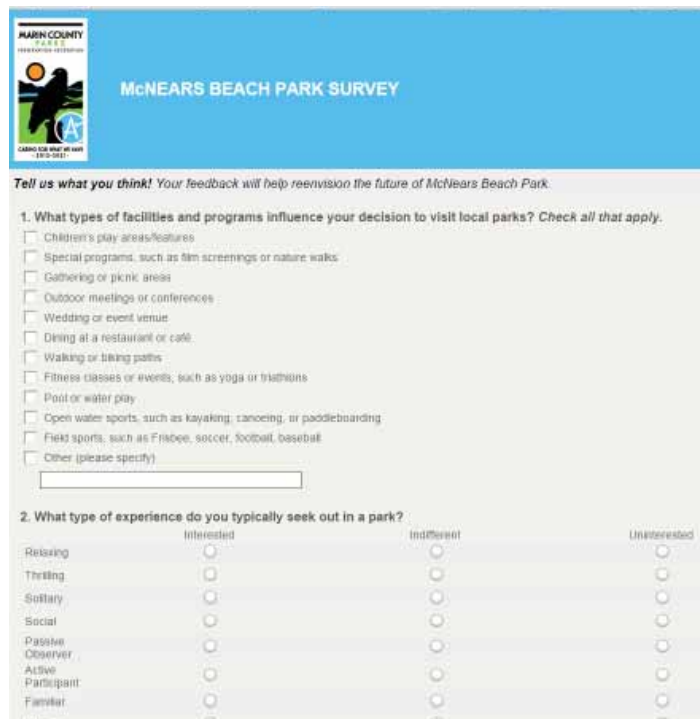 MARIN COUNTY
PARKS
McNEARS BEACH PARK SURVEY
CARING FOR WHAT WE HAVE
Tell us what you think! Your feedback will help reenvision the future of McNears Beach Park.
1. What types of facilities and programs influence your decision to visit local parks? Check all that apply.
Children's play areas/features
Special programs, such as film screenings or nature walks
Gathering or picnic areas
Outdoor meetings or conferences
Wedding or event venue
Dining at a restaurant or café
Walking or biking paths
Fitness classes or events, such as yoga or triathlons
Pool or water play
Open water sports, such as kayaking, canoeing, or paddleboarding
Field sports, such as Frisbee, soccer, football, baseball
Other (please specify)
2. What type of experience do you typically seek out in a park?
Interested Indifferent Uninterested
Relaxing
Thrilling
Solitary
Social
Passive
Observer
Active
Participant
Familiar